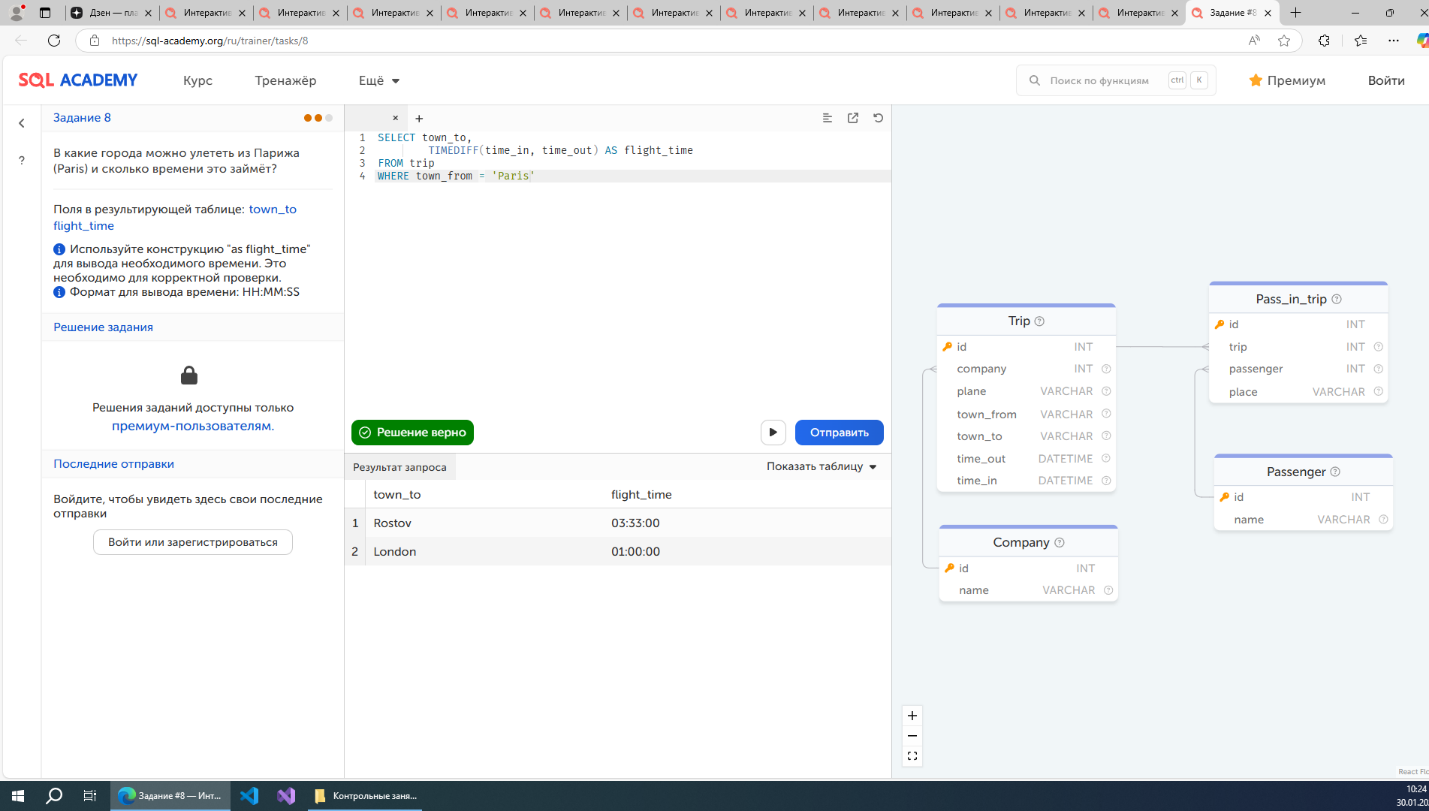 Дзен — пла
Интерактив
Интерактив
Интерактив
Интерактив
Интерактив
Интерактив
Интерактив
Интерактив
Интерактив
Интерактив
Интерактив
Задание #8
https://sql-academy.org/ru/trainer/tasks/8
SQL ACADEMY
Курс
Тренажёр
Ещё
Поиск по функциям
ctrl
K
Премиум
Войти
Задание 8
В какие города можно улететь из Парижа
(Paris) и сколько времени это займёт?
Поля в результирующей таблице: town_to
flight_time
Используйте конструкцию "as flight_time"
для вывода необходимого времени. Это
необходимо для корректной проверки.
Формат для вывода времени: HH:MM:SS
Решение задания
Решения заданий доступны только
премиум-пользователям.
Последние отправки
Войдите, чтобы увидеть здесь свои последние
отправки
Войти или зарегистрироваться
1 SELECT town_to,
2 TIMEDIFF(time_in, time_out) AS flight_time
3 FROM trip
4 WHERE town_from = 'Paris'
Решение верно
Отправить
Результат запроса
Показать таблицу
town_to flight_time
1 Rostov 03:33:00
2 London 01:00:00
Trip
id INT
company INT
plane VARCHAR
town_from VARCHAR
town_to VARCHAR
time_out DATETIME
time_in DATETIME
Company
id INT
name VARCHAR
Pass_in_trip
id INT
trip INT
passenger INT
place VARCHAR
Passenger
id INT
name VARCHAR
React Flo
Задание #8 — Инт...
Контрольные заня...
10:24
30.01.20